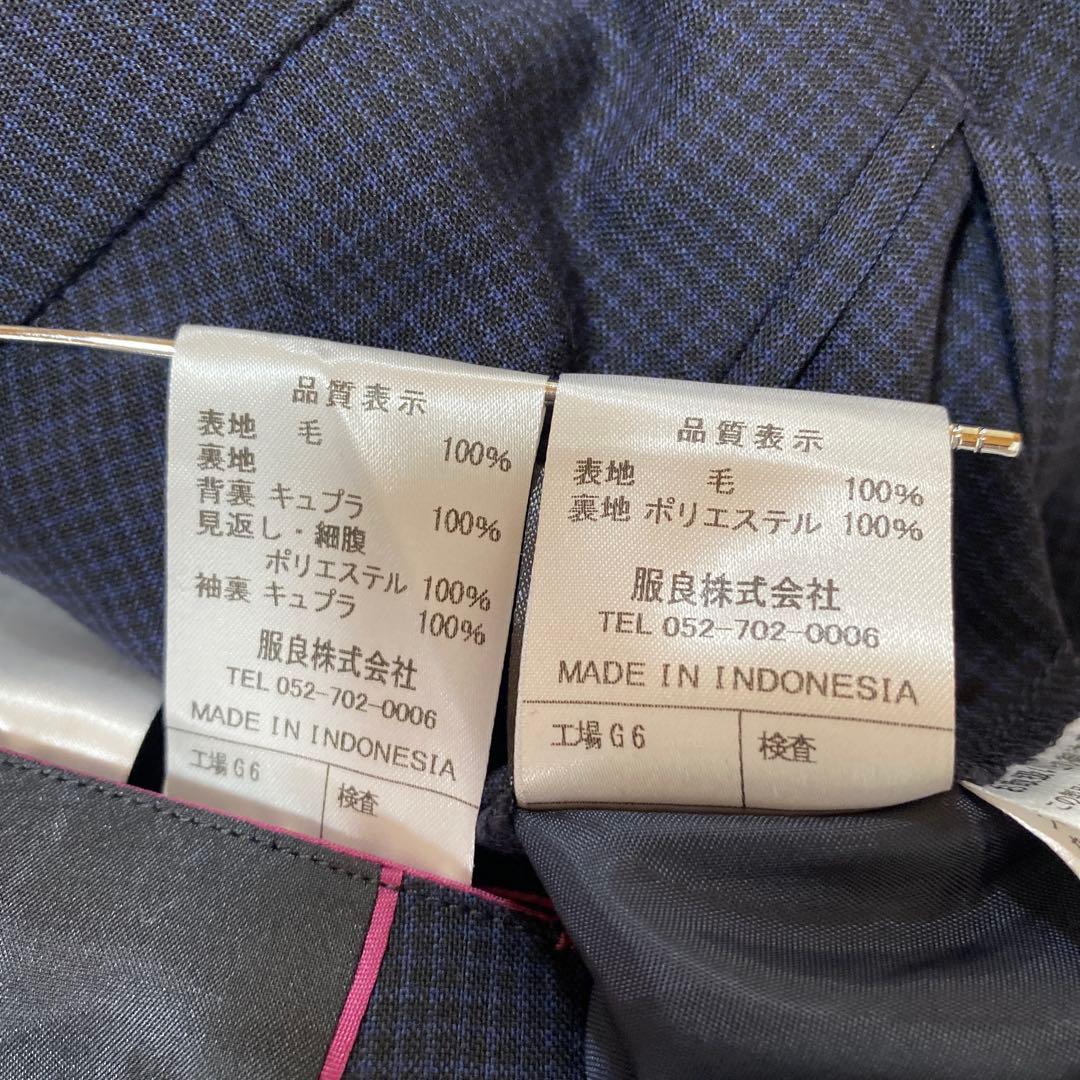 品質表示
表地 毛 100%
裏地
背裏 キュプラ 100%
見返し・細腹
ポリエステル 100%
袖裏 キュプラ 100%
服良株式会社
TEL 052-702-0006
MADE IN INDONESIA
工場G6 検査
品質表示
表地 毛 100%
裏地 ポリエステル 100%
服良株式会社
TEL 052-702-0006
MADE IN INDONESIA
工場G6 検査